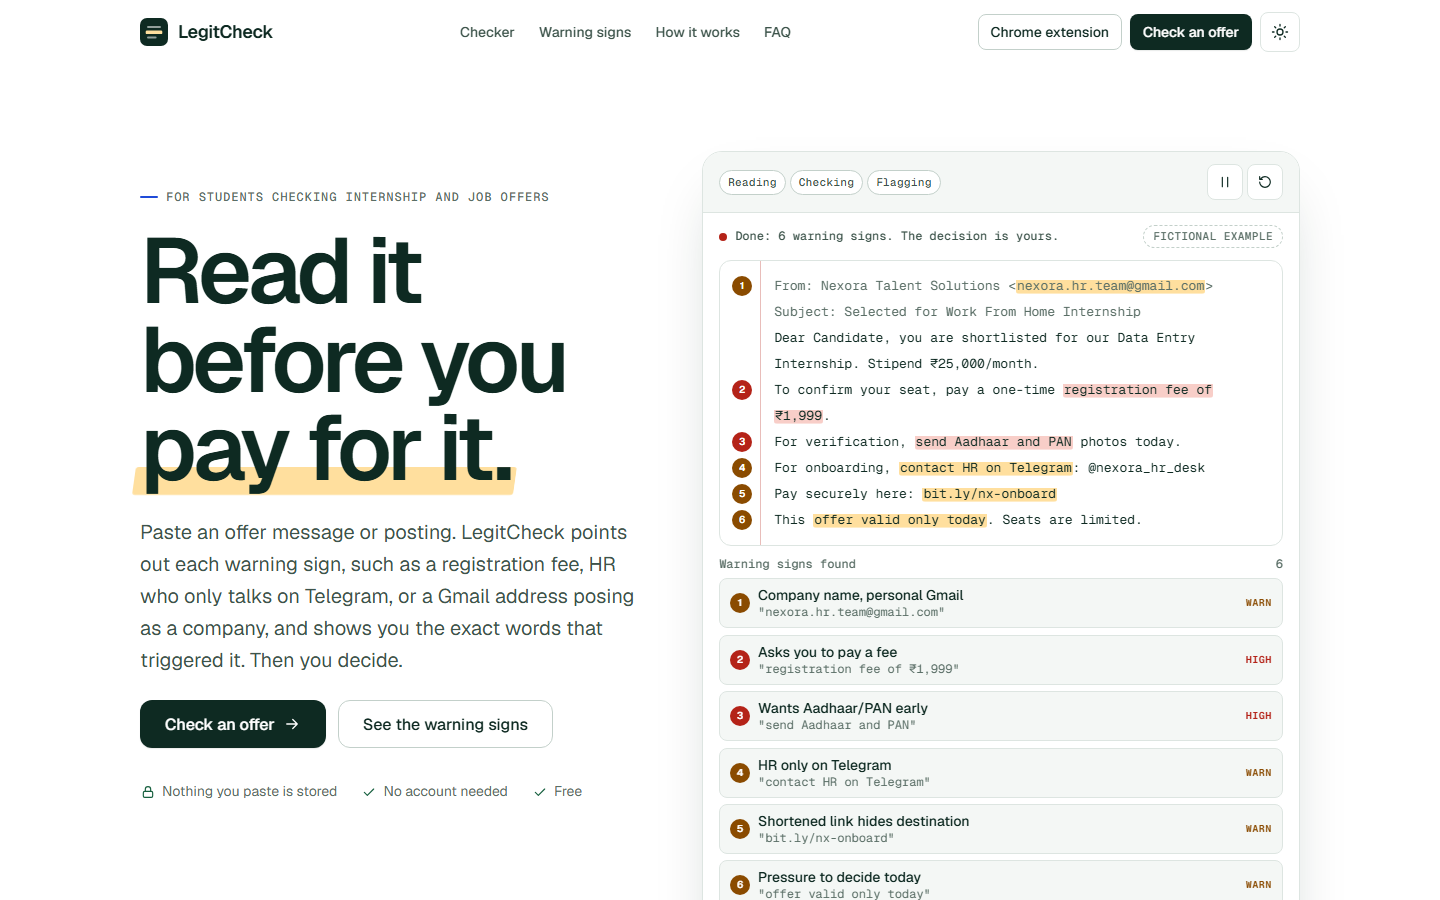 LegitCheck
Checker
Warning signs
How it works
FAQ
Chrome extension
Check an offer
FOR STUDENTS CHECKING INTERNSHIP AND JOB OFFERS
Read it
before you
pay for it.
Paste an offer message or posting. LegitCheck points
out each warning sign, such as a registration fee, HR
who only talks on Telegram, or a Gmail address posing
as a company, and shows you the exact words that
triggered it. Then you decide.
Check an offer →
See the warning signs
Nothing you paste is stored
No account needed
Free
Reading
Checking
Flagging
Done: 6 warning signs. The decision is yours.
FICTIONAL EXAMPLE
1 From: Nexora Talent Solutions <nexora.hr.team@gmail.com>
Subject: Selected for Work From Home Internship
Dear Candidate, you are shortlisted for our Data Entry
Internship. Stipend ₹25,000/month.
2 To confirm your seat, pay a one-time registration fee of
₹1,999.
3 For verification, send Aadhaar and PAN photos today.
4 For onboarding, contact HR on Telegram: @nexora_hr_desk
5 Pay securely here: bit.ly/nx-onboard
6 This offer valid only today. Seats are limited.
Warning signs found 6
1 Company name, personal Gmail
"nexora.hr.team@gmail.com"
WARN
2 Asks you to pay a fee
"registration fee of ₹1,999"
HIGH
3 Wants Aadhaar/PAN early
"send Aadhaar and PAN"
HIGH
4 HR only on Telegram
"contact HR on Telegram"
WARN
5 Shortened link hides destination
"bit.ly/nx-onboard"
WARN
6 Pressure to decide today
"offer valid only today"
WARN